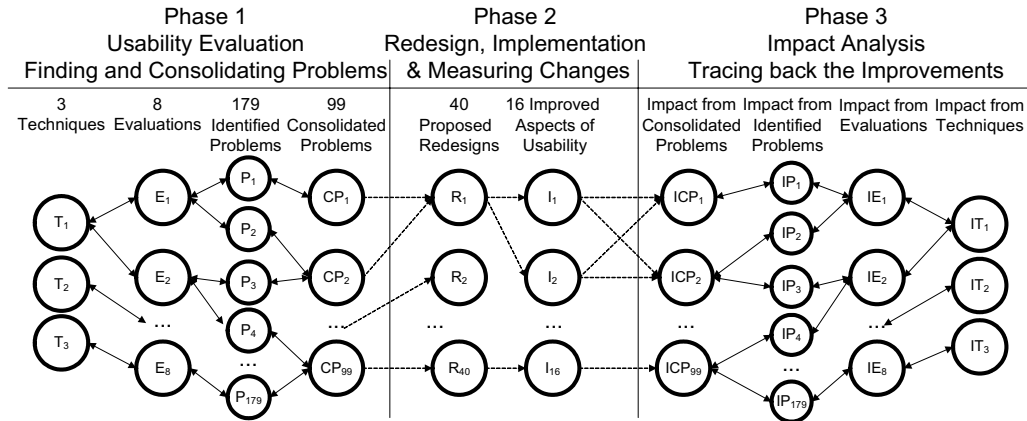 Phase 1
Usability Evaluation
Finding and Consolidating Problems
Phase 2
Redesign, Implementation
& Measuring Changes
Phase 3
Impact Analysis
Tracing back the Improvements
3
Techniques
8
Evaluations
179
Identified
Problems
99
Consolidated
Problems
40
Proposed
Redesigns
16 Improved
Aspects of
Usability
Impact from
Consolidated
Problems
Impact from
Identified
Problems
Impact from
Evaluations
Impact from
Techniques
T1
T2
T3
E1
E2
...
E8
P1
P2
P3
P4
...
P179
CP1
CP2
...
CP99
R1
R2
...
R40
I1
I2
...
I16
ICP1
ICP2
...
ICP99
IP1
IP2
IP3
IP4
...
IP179
IE1
IE2
...
IE8
IT1
IT2
IT3